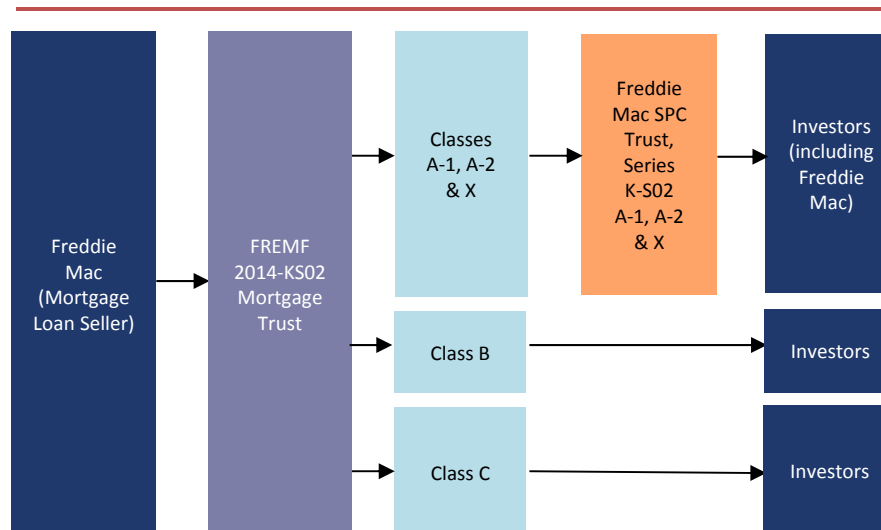 Freddie
Mac
(Mortgage
Loan Seller)
FREMF
2014-KS02
Mortgage
Trust
Classes
A-1, A-2
& X
Freddie
Mac SPC
Trust,
Series
K-S02
A-1, A-2
& X
Investors
(including
Freddie
Mac)
Class B
Investors
Class C
Investors